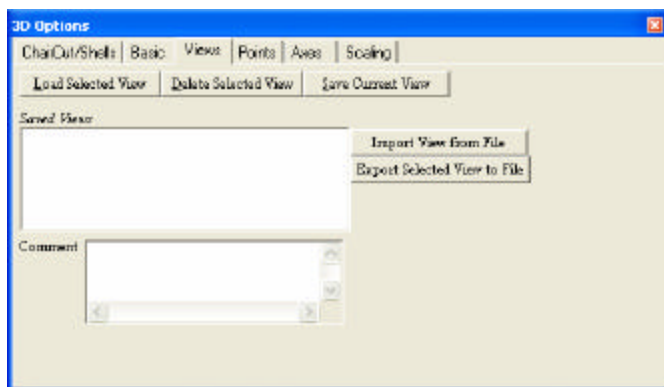 3D Options
ChairCut/Shells Basic Views Points Axes Scaling
Load Selected View Delete Selected View Save Current View
Saved Views
Import View from File
Export Selected View to File
Comment